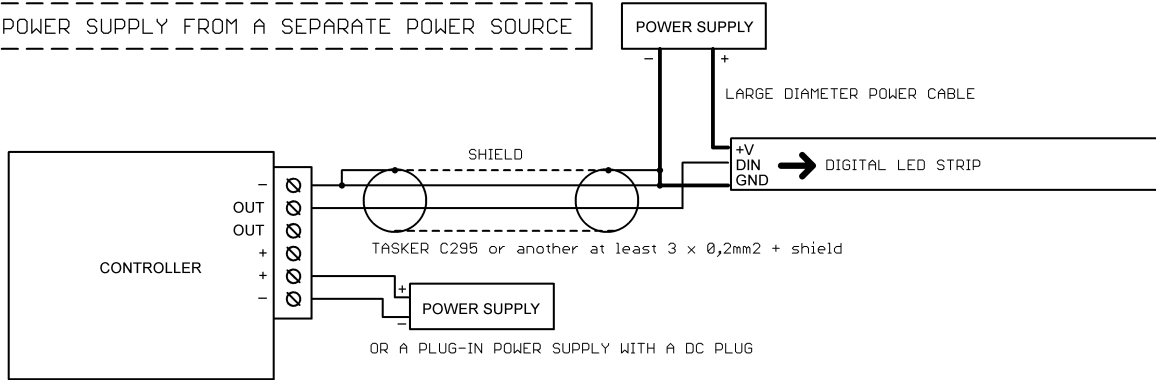 POWER SUPPLY FROM A SEPARATE POWER SOURCE
POWER SUPPLY
– +
LARGE DIAMETER POWER CABLE
SHIELD
+V
DIN DIGITAL LED STRIP
GND
–
OUT
OUT
+
+
–
CONTROLLER
TASKER C295 or another at least 3 x 0,2mm2 + shield
+
POWER SUPPLY
–
OR A PLUG-IN POWER SUPPLY WITH A DC PLUG